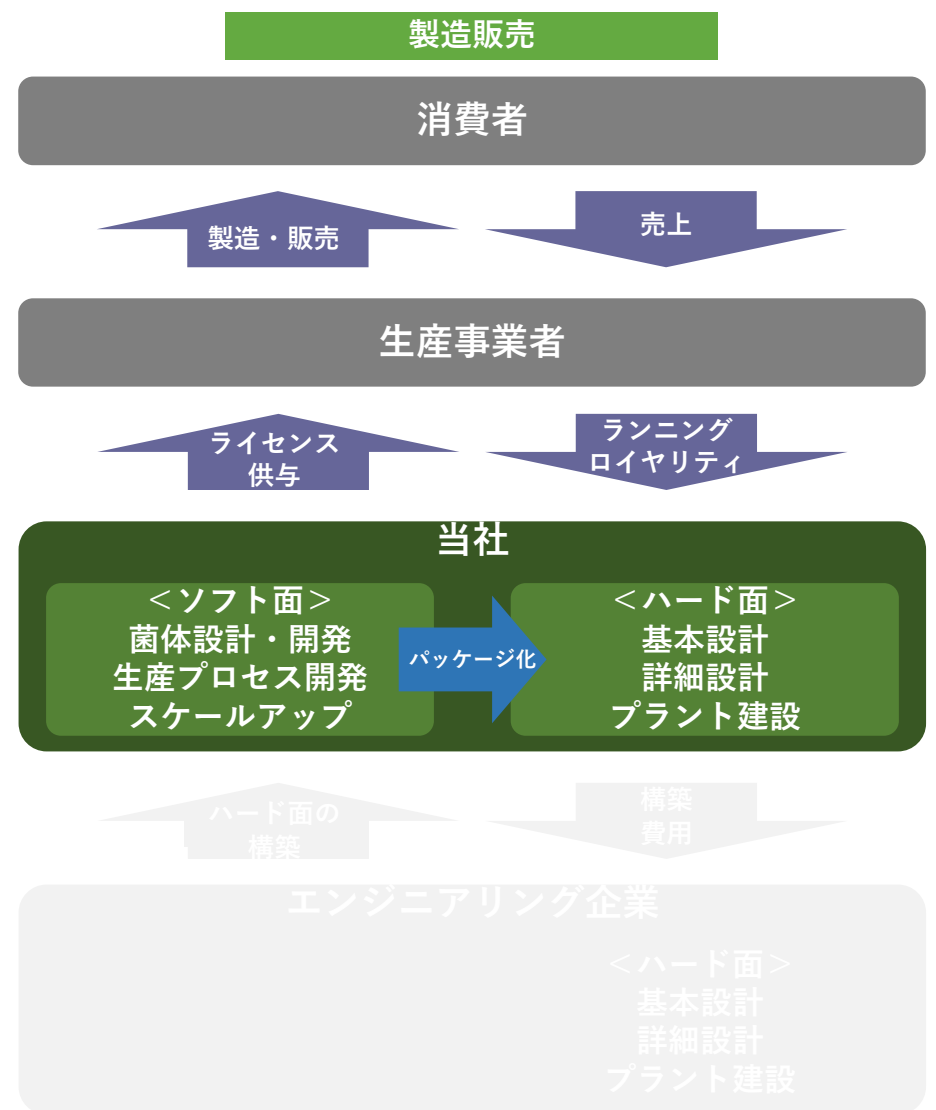 製造販売
消費者
製造・販売
売上
生産事業者
ライセンス
供与
ランニング
ロイヤリティ
当社
＜ソフト面＞
菌体設計・開発
生産プロセス開発
スケールアップ
パッケージ化
＜ハード面＞
基本設計
詳細設計
プラント建設
ハード面の
構築
構築
費用
エンジニアリング企業
＜ハード面＞
基本設計
詳細設計
プラント建設